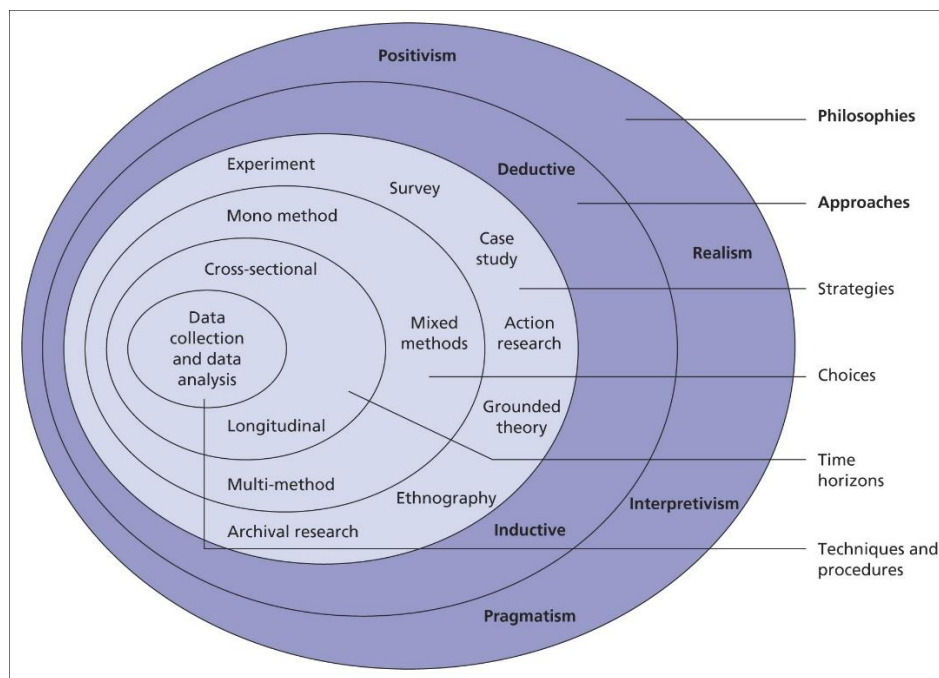 Positivism
Philosophies
Experiment
Deductive
Survey
Approaches
Mono method
Case
study
Realism
Cross-sectional
Strategies
Data
collection
and data
analysis
Mixed
methods
Action
research
Choices
Grounded
theory
Longitudinal
Time
horizons
Multi-method
Ethnography
Interpretivism
Archival research
Inductive
Techniques and
procedures
Pragmatism